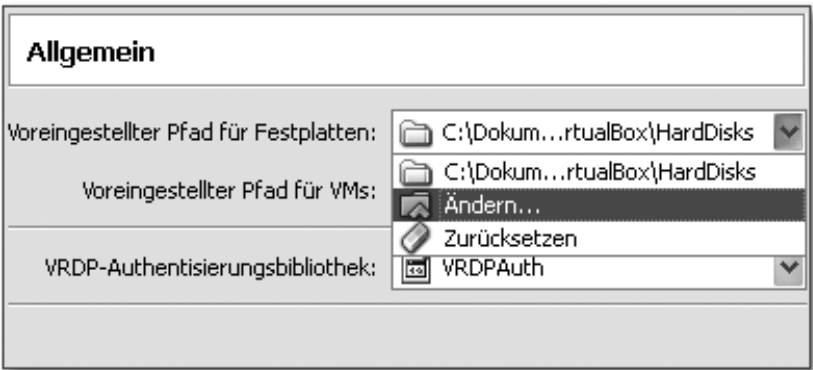 Allgemein
Voreingestellter Pfad für Festplatten: C:\Dokum...rtualBox\HardDisks
C:\Dokum...rtualBox\HardDisks
Voreingestellter Pfad für VMs: Ändern...
Zurücksetzen
VRDP-Authentisierungsbibliothek: VRDPAuth